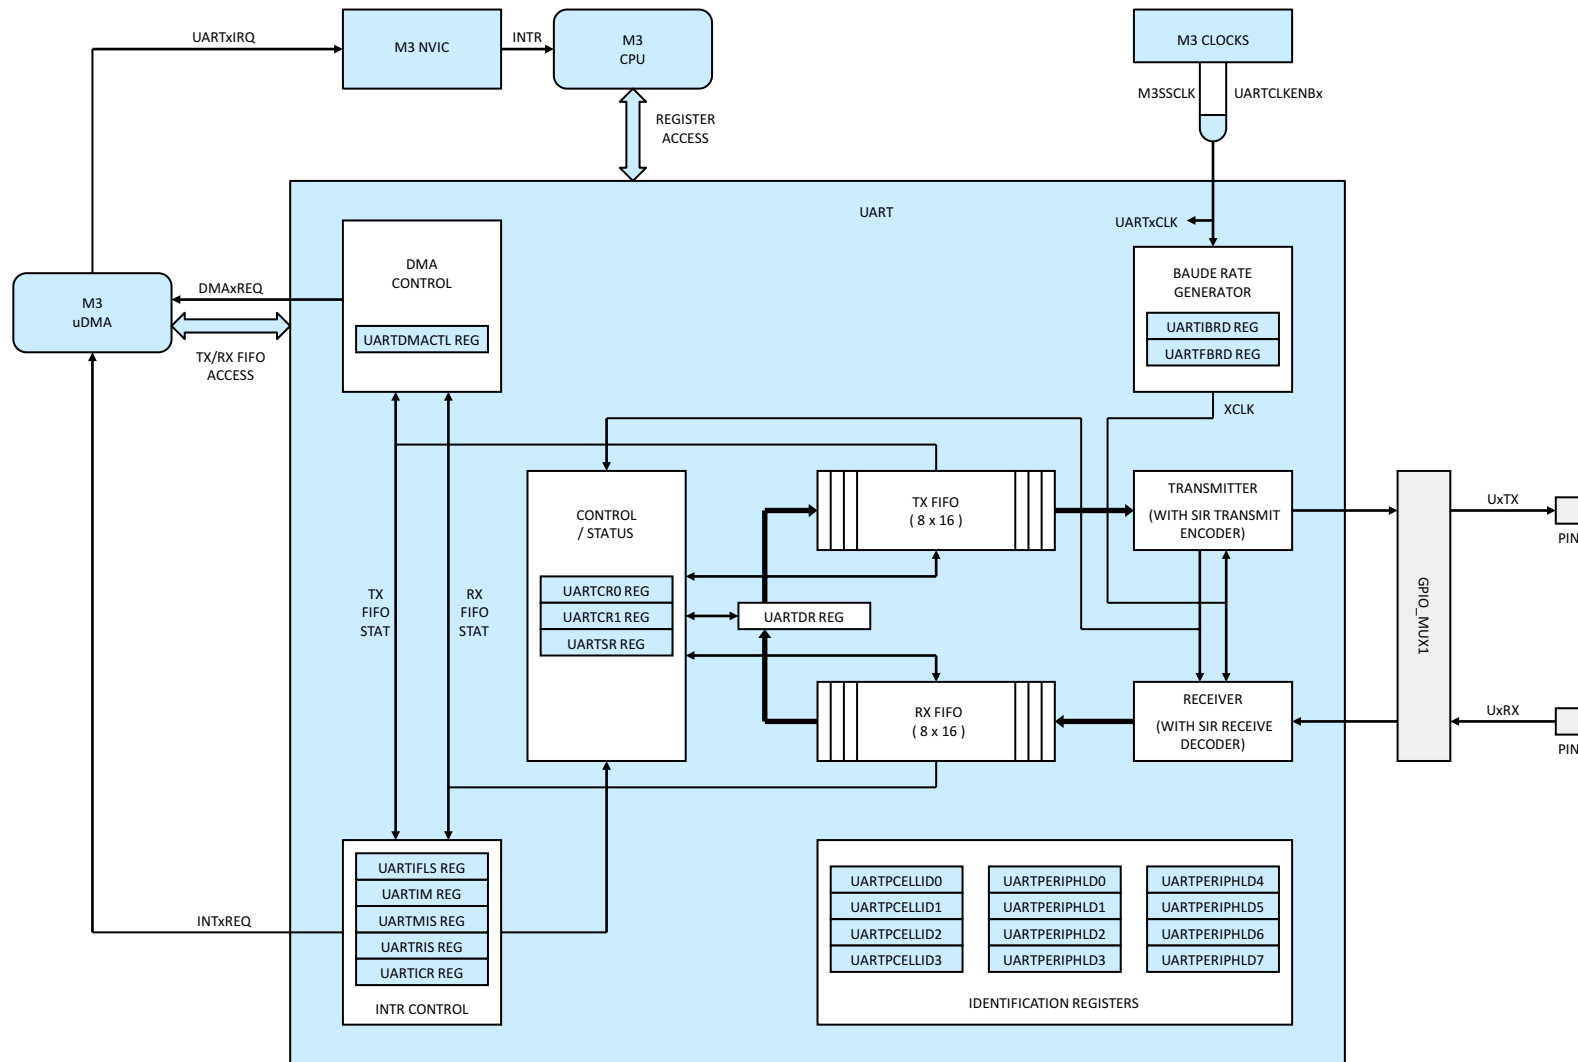 UARTxIRQ
M3 NVIC
INTR
M3
CPU
M3 CLOCKS
M3SSCLK
UARTCLKENBx
REGISTER
ACCESS
UART
UARTxCLK
DMA
CONTROL
UARTDMACTL REG
BAUDE RATE
GENERATOR
UARTIBRD REG
UARTFBRD REG
XCLK
M3
uDMA
DMAxREQ
TX/RX FIFO
ACCESS
CONTROL
/ STATUS
UARTCR0 REG
UARTCR1 REG
UARTSR REG
TX FIFO
( 8 x 16 )
TRANSMITTER
(WITH SIR TRANSMIT
ENCODER)
UxTX
PIN
TX
FIFO
STAT
RX
FIFO
STAT
UARTDR REG
GPIO_MUX1
RX FIFO
( 8 x 16 )
RECEIVER
(WITH SIR RECEIVE
DECODER)
UxRX
PIN
INTxREQ
UARTIFLS REG
UARTIM REG
UARTMIS REG
UARTRIS REG
UARTICR REG
INTR CONTROL
UARTPCELLID0
UARTPCELLID1
UARTPCELLID2
UARTPCELLID3
UARTPERIPHLD0
UARTPERIPHLD1
UARTPERIPHLD2
UARTPERIPHLD3
UARTPERIPHLD4
UARTPERIPHLD5
UARTPERIPHLD6
UARTPERIPHLD7
IDENTIFICATION REGISTERS